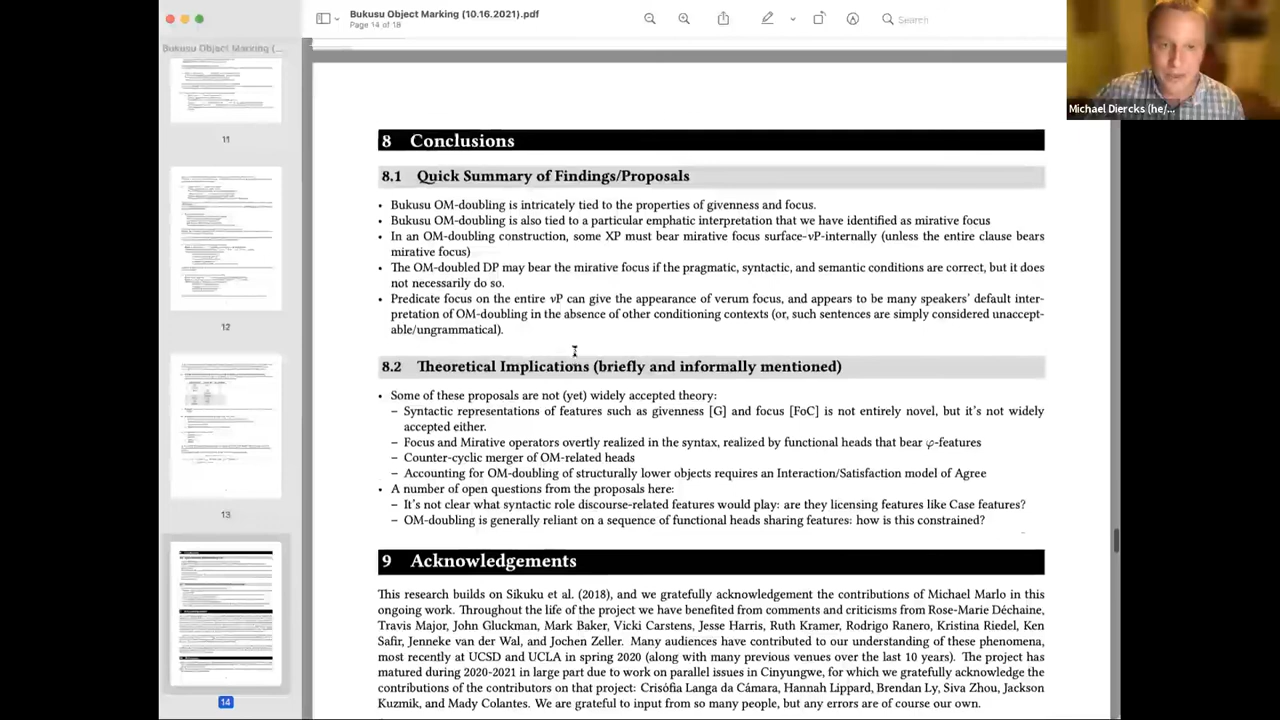 Bukusu Object Marking (10.16.2021).pdf
Page 14 of 18
Search
Michael Diercks (he/...
Bukusu Object Marking (...
11
12
13
14
8 Conclusions
8.1 Quick Summary of Findings/Proposals
• Bukusu OM-doubling is intricately tied to the properties of givenness and focus.
• Bukusu OM-doubling is also tied to a particular pragmatic interpretation that we have identified as mirative focus
• In an OM-doubling construction, some XP must bear mirative focus surface-vP-internally (unless the entire clause bears
mirative focus).
• The OM-doubled DP may bear the mirative focus if the pragmatic, syntactic, and semantic conditions are correct, but it does
not necessarily do so.
• Predicate focus on the entire vP can give the appearance of verum focus, and appears to be many speakers' default inter-
pretation of OM-doubling in the absence of other conditioning contexts (or, such sentences are simply considered unaccept-
able/ungrammatical).
8.2 Theoretical Implications (briefly and informally mentioned)
• Some of these proposals are not (yet) widely accepted theory:
– Syntactic representations of features such as givenness [G] and focus [FoC] is not entirely novel, but it's not widely
accepted either.
– Focus and Mirative operators overtly realized in the syntax, realized by functional heads that bear φ-features
– Counter-cyclic merger of OM-related heads
– Accounting for OM-doubling of structurally lower objects requires an Interaction/Satisfaction model of Agree
• A number of open questions from the proposals here:
– It's not clear what syntactic role discourse-related features would play: are they licensing features like Case features?
– OM-doubling is generally reliant on a sequence of functional heads sharing features: how is this constrained?
9 Acknowledgements
This research builds on Sikuku et al. (2018), and we gratefully acknowledgement the contributions of Michael Marlo in this
ongoing work. Throughout the life of the project we have benefited from comments and criticisms from Rose-Marie Déchaine,
Travis Major, John Gluckman, Mark Baker, Vicki Carstens, Jesse Harris, Ruth Kramer, Rodrigo Ranero, Kristina Riedel, Ken
Safir, Jenneke van der Wal, and Jochen Zeller. Many audiences have contributed to our understanding of these phenomena,
most recently at UCSD and UCLA in spring 2021 (along with many previous venues over the last 10 years). The project has
matured during 2020-2021 in large part due to work on parallel issues in Cinyungwe, for which we gratefully acknowledge the
contributions of the contributors on that project: Crisófia Langa da Câmara, Hannah Lippard, Brendan Ly, Siva Zhou, Jackson
Kuzmik, and Mady Colantes. We are grateful to input from so many people, but any errors are of course our own.